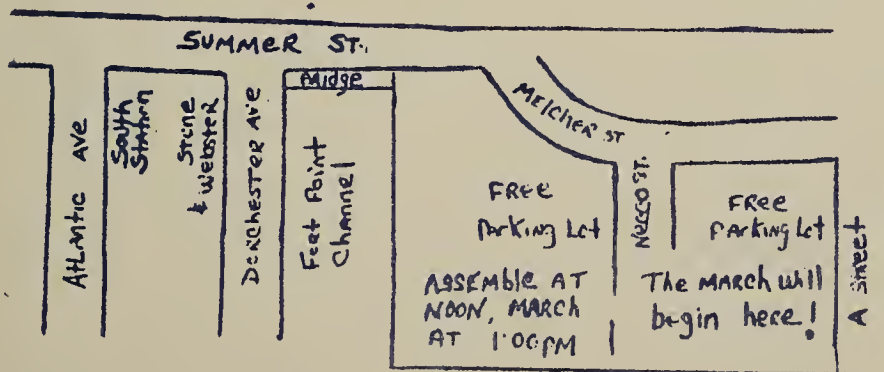 SUMMER ST.
Bridge
ATLANTIC AVE
South
Station
Stone
& WEBSTER
DORCHESTER AVE
Fort Point
Channel
MELCHER ST
FREE
PARKING Lot
NECCO ST.
FREE
PARKING Lot
A Street
ASSEMBLE AT
NOON, MARCH
AT 1:00PM
The MARCH will
begin here!